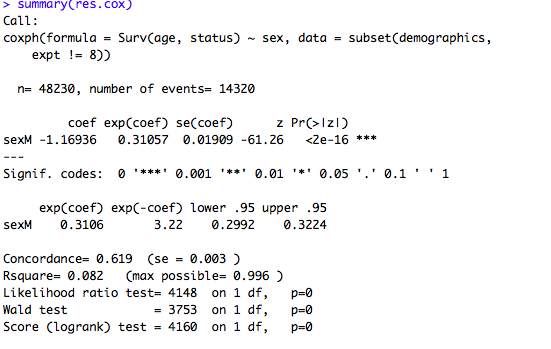 > summary(res.cox)
Call:
coxph(formula = Surv(age, status) ~ sex, data = subset(demographics,
    expt != 8))

  n= 48230, number of events= 14320

         coef exp(coef) se(coef)      z Pr(>|z|)
sexM -1.16936   0.31057  0.01909 -61.26   <2e-16 ***
---
Signif. codes:  0 '***' 0.001 '**' 0.01 '*' 0.05 '.' 0.1 ' ' 1

     exp(coef) exp(-coef) lower .95 upper .95
sexM    0.3106       3.22    0.2992    0.3224

Concordance= 0.619  (se = 0.003 )
Rsquare= 0.082   (max possible= 0.996 )
Likelihood ratio test= 4148  on 1 df,   p=0
Wald test            = 3753  on 1 df,   p=0
Score (logrank) test = 4160  on 1 df,   p=0